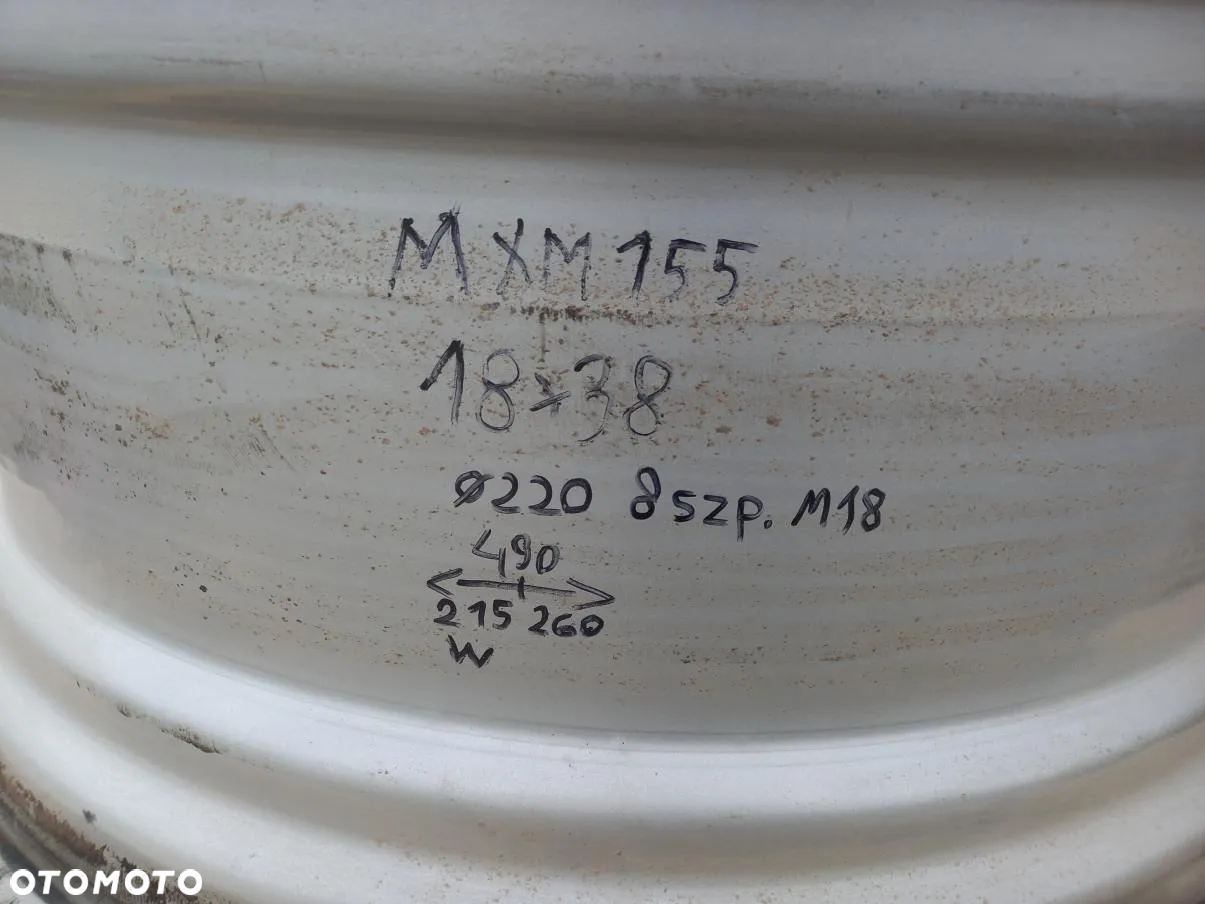 MXM155
18x38
ø220 8szp. M18
490
215 260
W
OTOMOTO